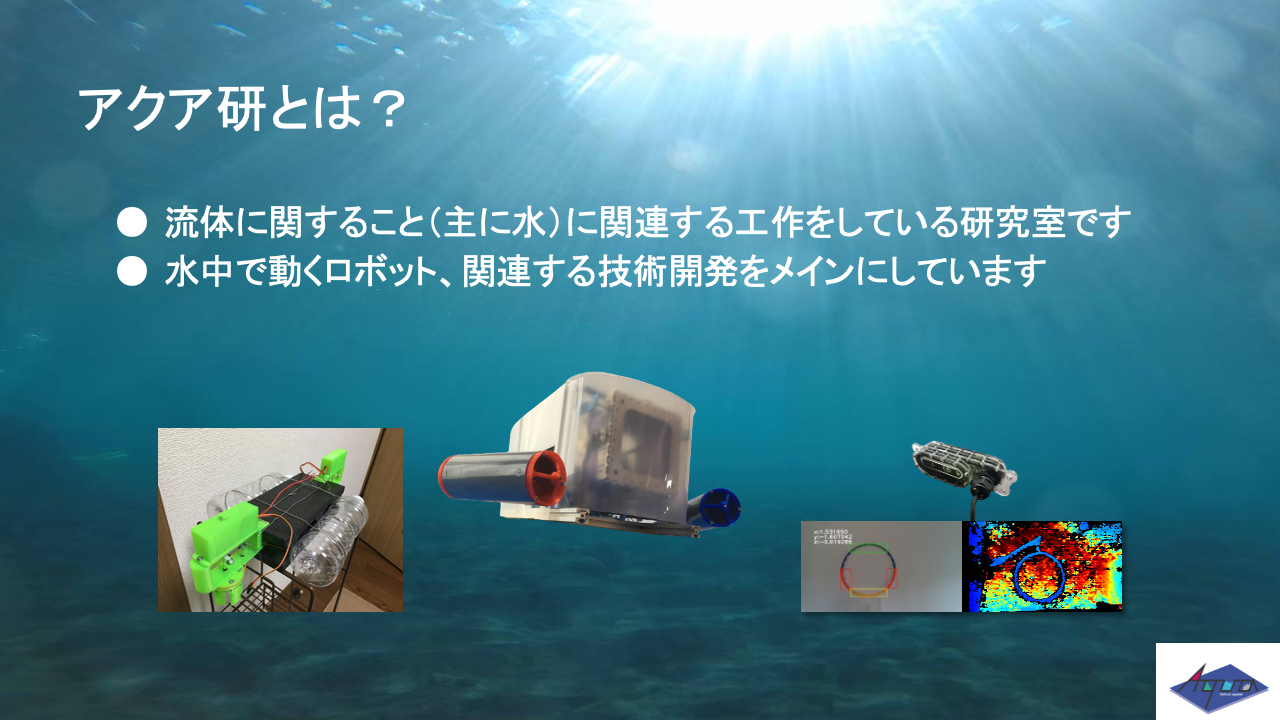 アクア研とは？
● 流体に関すること（主に水）に関連する工作をしている研究室です
● 水中で動くロボット、関連する技術開発をメインにしています
Aqua